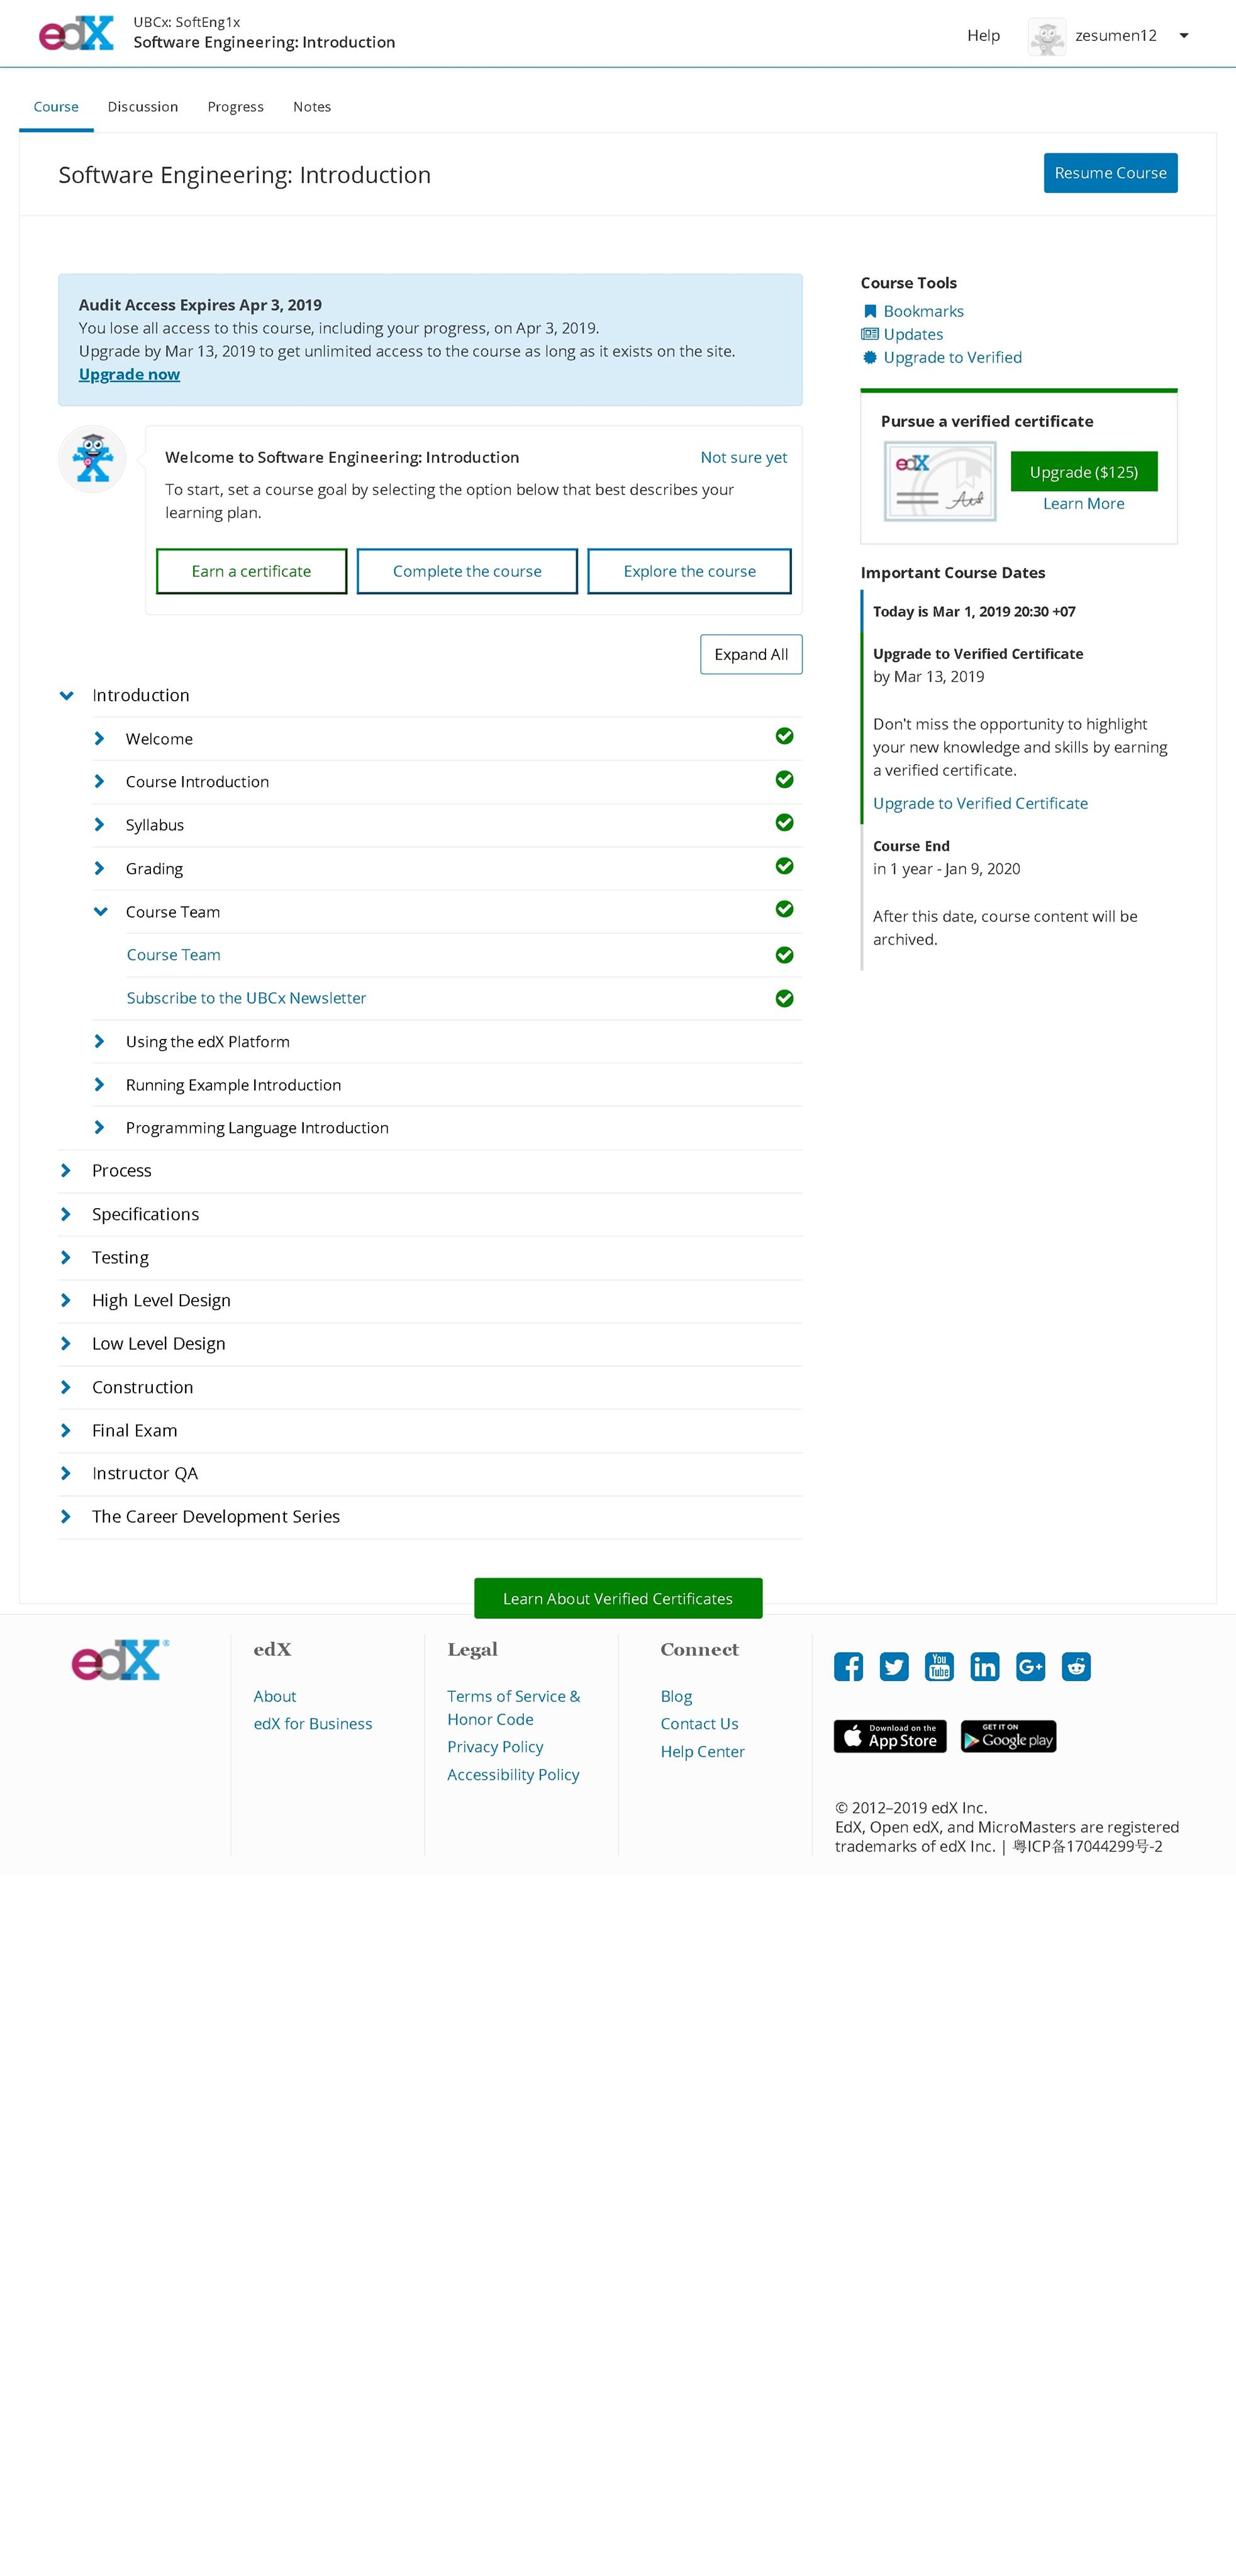 edX
UBCx: SoftEng1x
Software Engineering: Introduction
Help
zesumen12
Course
Discussion
Progress
Notes
Software Engineering: Introduction
Resume Course
Audit Access Expires Apr 3, 2019
You lose all access to this course, including your progress, on Apr 3, 2019.
Upgrade by Mar 13, 2019 to get unlimited access to the course as long as it exists on the site.
Upgrade now
Welcome to Software Engineering: Introduction
Not sure yet
To start, set a course goal by selecting the option below that best describes your
learning plan.
Earn a certificate
Complete the course
Explore the course
Expand All
Introduction
Welcome
Course Introduction
Syllabus
Grading
Course Team
Course Team
Subscribe to the UBCx Newsletter
Using the edX Platform
Running Example Introduction
Programming Language Introduction
Process
Specifications
Testing
High Level Design
Low Level Design
Construction
Final Exam
Instructor QA
The Career Development Series
Course Tools
Bookmarks
Updates
Upgrade to Verified
Pursue a verified certificate
edX
Upgrade ($125)
Learn More
Important Course Dates
Today is Mar 1, 2019 20:30 +07
Upgrade to Verified Certificate
by Mar 13, 2019
Don't miss the opportunity to highlight
your new knowledge and skills by earning
a verified certificate.
Upgrade to Verified Certificate
Course End
in 1 year - Jan 9, 2020
After this date, course content will be
archived.
Learn About Verified Certificates
edX®
edX
About
edX for Business
Legal
Terms of Service &
Honor Code
Privacy Policy
Accessibility Policy
Connect
Blog
Contact Us
Help Center
You
Tube
in
G+
Download on the
App Store
GET IT ON
Google play
© 2012–2019 edX Inc.
EdX, Open edX, and MicroMasters are registered
trademarks of edX Inc. | 粤ICP备17044299号-2